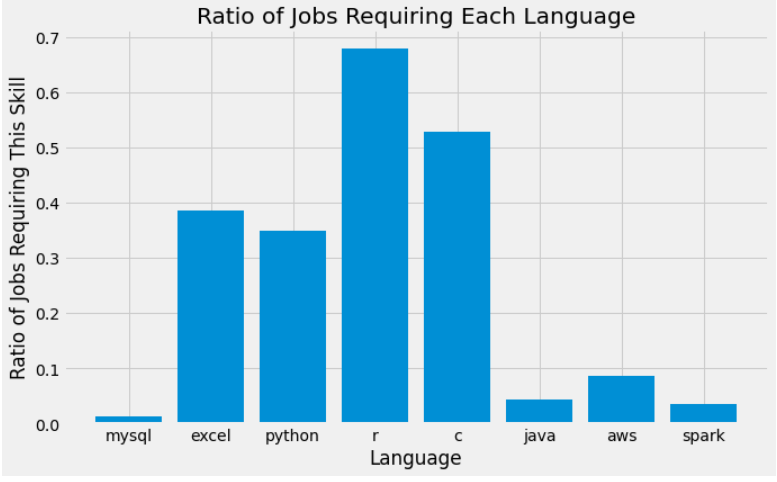 Ratio of Jobs Requiring Each Language
Ratio of Jobs Requiring This Skill
0.7
0.6
0.5
0.4
0.3
0.2
0.1
0.0
mysql excel python r c java aws spark
Language